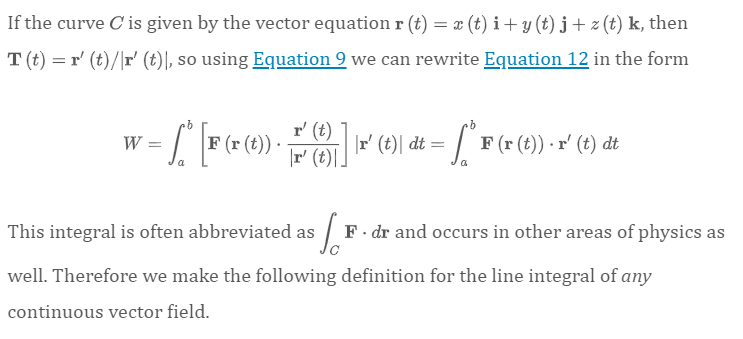 If the curve C is given by the vector equation r (t) = x (t) i + y (t) j + z (t) k, then
T (t) = r′ (t)/|r′ (t)|, so using Equation 9 we can rewrite Equation 12 in the form
W = ∫_a^b [F (r (t)) · r′ (t) / |r′ (t)|] |r′ (t)| dt = ∫_a^b F (r (t)) · r′ (t) dt
This integral is often abbreviated as ∫_C F · dr and occurs in other areas of physics as
well. Therefore we make the following definition for the line integral of any
continuous vector field.